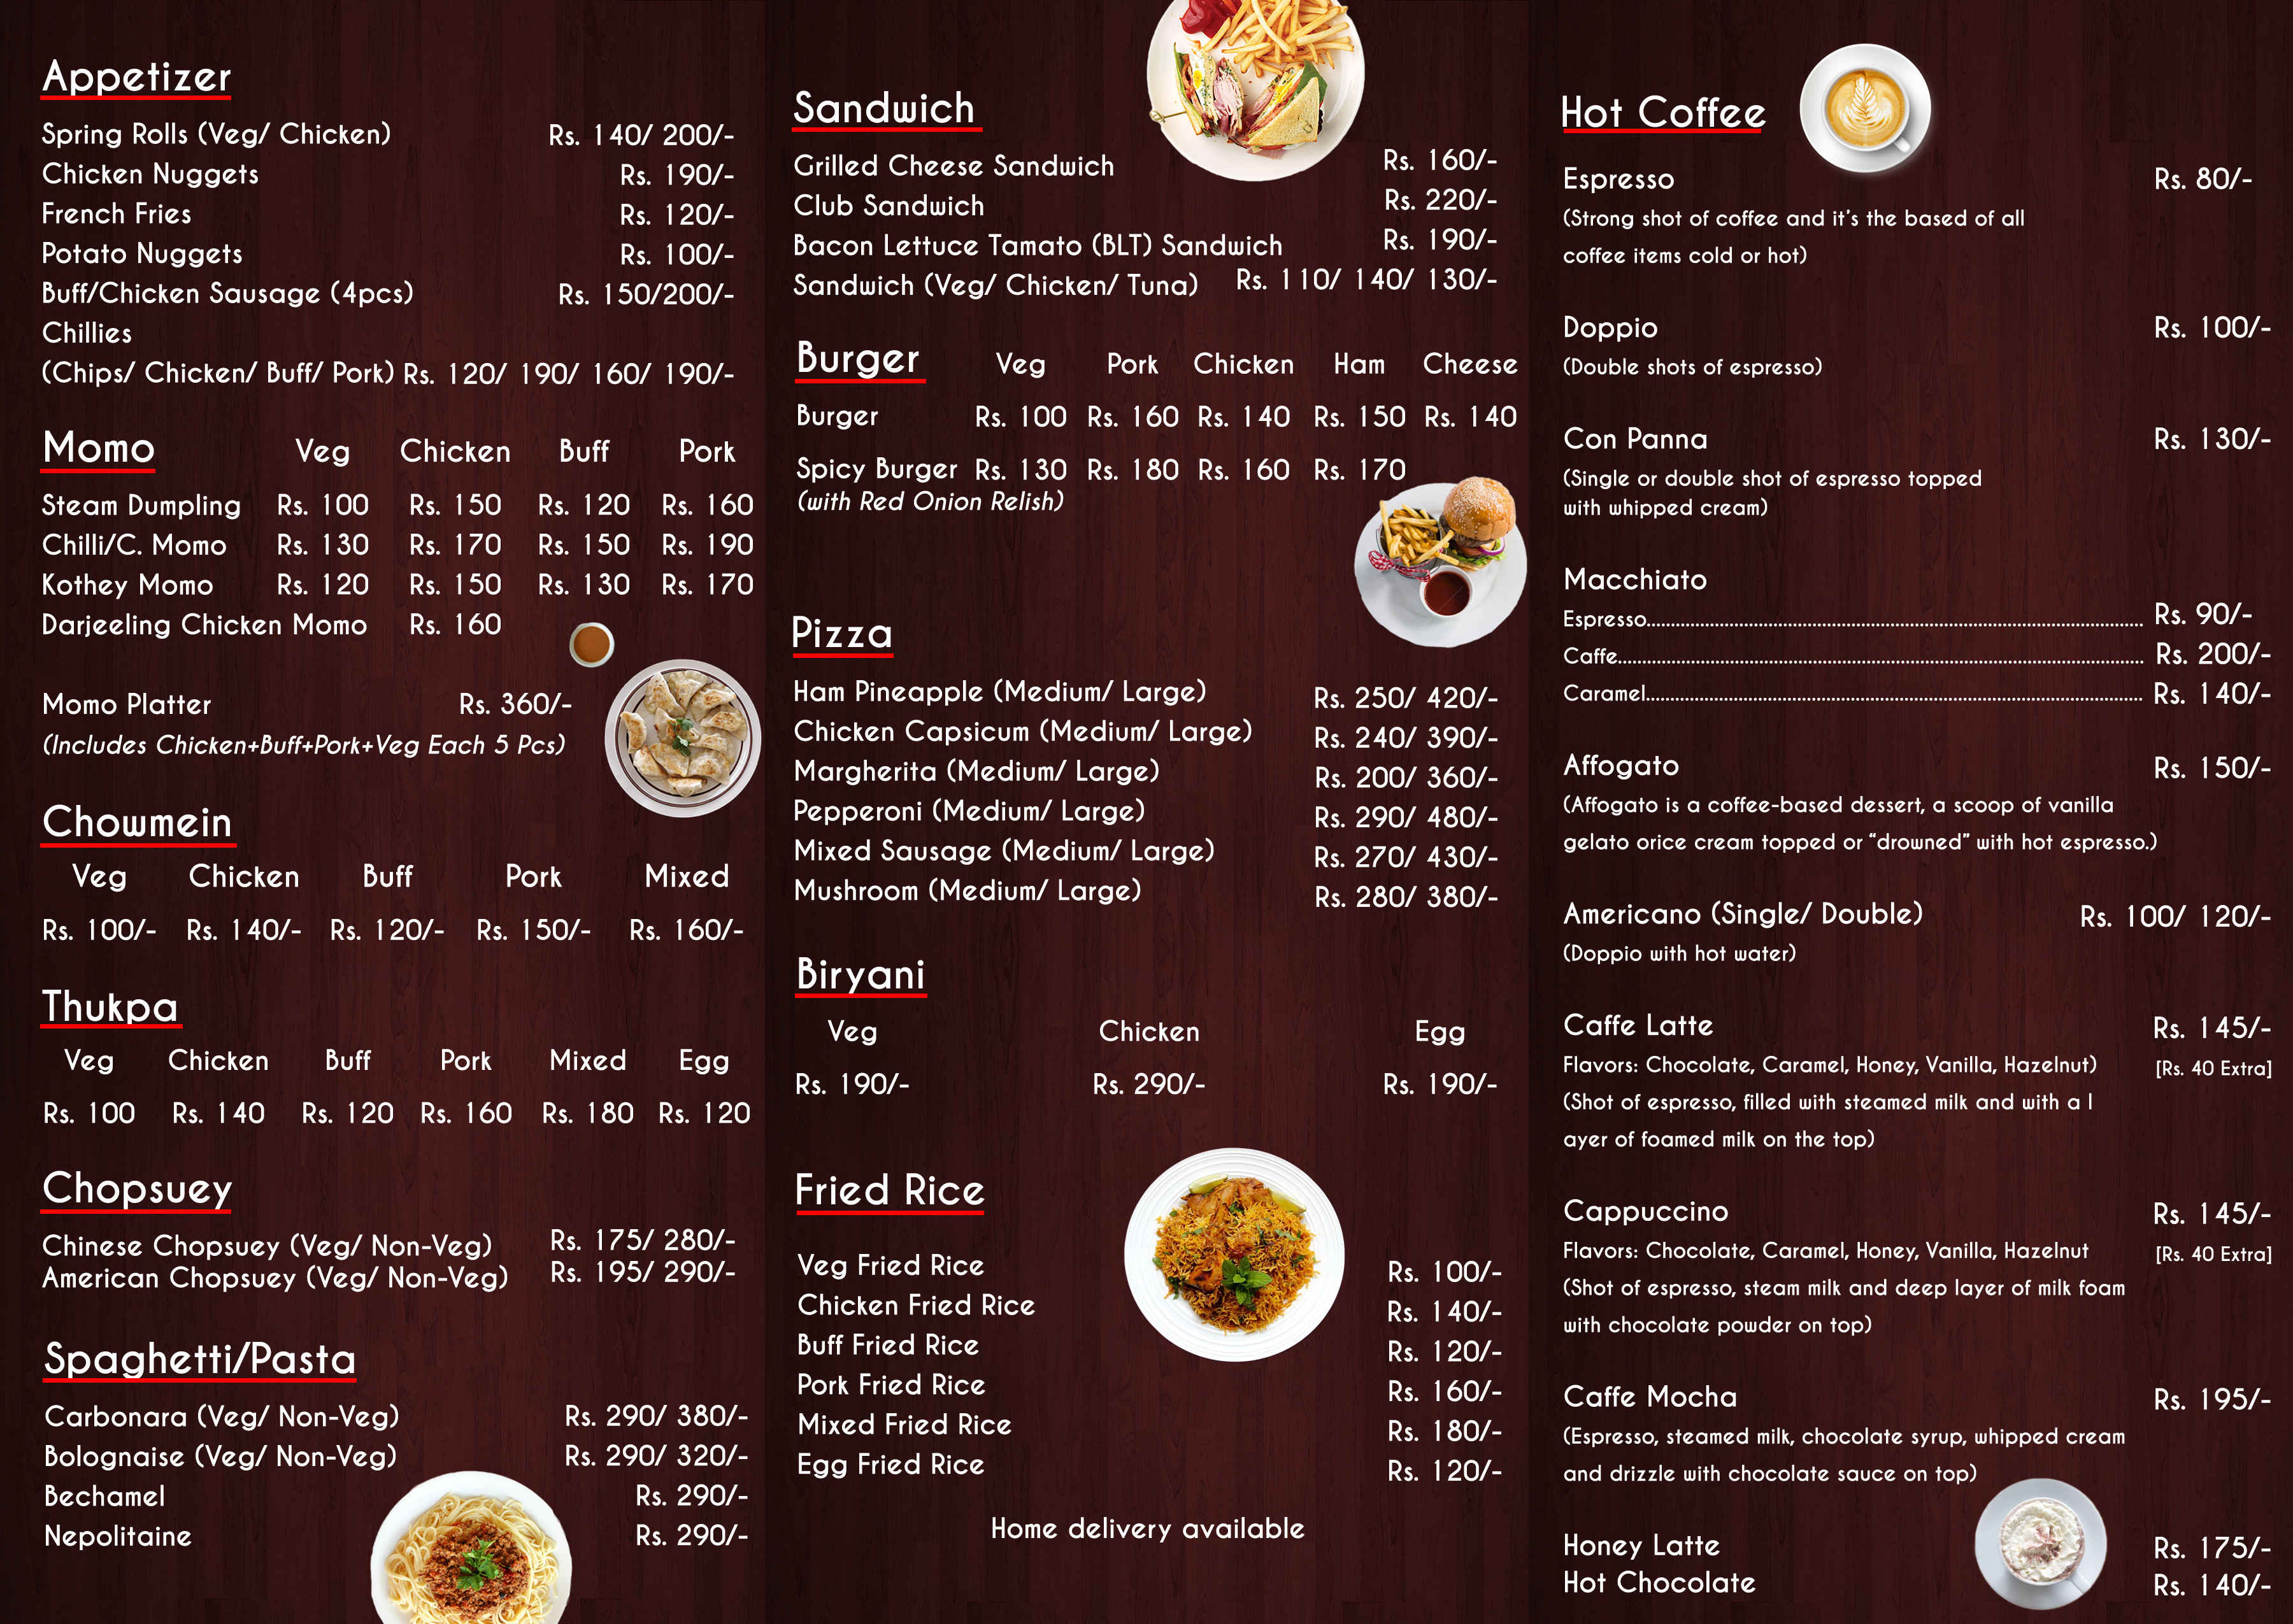 Appetizer
Spring Rolls (Veg/ Chicken) Rs. 140/ 200/-
Chicken Nuggets Rs. 190/-
French Fries Rs. 120/-
Potato Nuggets Rs. 100/-
Buff/Chicken Sausage (4pcs) Rs. 150/200/-
Chillies
(Chips/ Chicken/ Buff/ Pork) Rs. 120/ 190/ 160/ 190/-
Momo Veg Chicken Buff Pork
Steam Dumpling Rs. 100 Rs. 150 Rs. 120 Rs. 160
Chilli/C. Momo Rs. 130 Rs. 170 Rs. 150 Rs. 190
Kothey Momo Rs. 120 Rs. 150 Rs. 130 Rs. 170
Darjeeling Chicken Momo Rs. 160
Momo Platter Rs. 360/-
(Includes Chicken+Buff+Pork+Veg Each 5 Pcs)
Chowmein
Veg Chicken Buff Pork Mixed
Rs. 100/- Rs. 140/- Rs. 120/- Rs. 150/- Rs. 160/-
Thukpa
Veg Chicken Buff Pork Mixed Egg
Rs. 100 Rs. 140 Rs. 120 Rs. 160 Rs. 180 Rs. 120
Chopsuey
Chinese Chopsuey (Veg/ Non-Veg) Rs. 175/ 280/-
American Chopsuey (Veg/ Non-Veg) Rs. 195/ 290/-
Spaghetti/Pasta
Carbonara (Veg/ Non-Veg) Rs. 290/ 380/-
Bolognaise (Veg/ Non-Veg) Rs. 290/ 320/-
Bechamel Rs. 290/-
Nepolitaine Rs. 290/-
Sandwich
Grilled Cheese Sandwich Rs. 160/-
Club Sandwich Rs. 220/-
Bacon Lettuce Tamato (BLT) Sandwich Rs. 190/-
Sandwich (Veg/ Chicken/ Tuna) Rs. 110/ 140/ 130/-
Burger Veg Pork Chicken Ham Cheese
Burger Rs. 100 Rs. 160 Rs. 140 Rs. 150 Rs. 140
Spicy Burger Rs. 130 Rs. 180 Rs. 160 Rs. 170
(with Red Onion Relish)
Pizza
Ham Pineapple (Medium/ Large) Rs. 250/ 420/-
Chicken Capsicum (Medium/ Large) Rs. 240/ 390/-
Margherita (Medium/ Large) Rs. 200/ 360/-
Pepperoni (Medium/ Large) Rs. 290/ 480/-
Mixed Sausage (Medium/ Large) Rs. 270/ 430/-
Mushroom (Medium/ Large) Rs. 280/ 380/-
Biryani
Veg Chicken Egg
Rs. 190/- Rs. 290/- Rs. 190/-
Fried Rice
Veg Fried Rice Rs. 100/-
Chicken Fried Rice Rs. 140/-
Buff Fried Rice Rs. 120/-
Pork Fried Rice Rs. 160/-
Mixed Fried Rice Rs. 180/-
Egg Fried Rice Rs. 120/-
Home delivery available
Hot Coffee
Espresso Rs. 80/-
(Strong shot of coffee and it's the based of all
coffee items cold or hot)
Doppio Rs. 100/-
(Double shots of espresso)
Con Panna Rs. 130/-
(Single or double shot of espresso topped
with whipped cream)
Macchiato
Espresso........ Rs. 90/-
Caffe........ Rs. 200/-
Caramel........ Rs. 140/-
Affogato Rs. 150/-
(Affogato is a coffee-based dessert, a scoop of vanilla
gelato orice cream topped or “drowned” with hot espresso.)
Americano (Single/ Double) Rs. 100/ 120/-
(Doppio with hot water)
Caffe Latte Rs. 145/-
Flavors: Chocolate, Caramel, Honey, Vanilla, Hazelnut) [Rs. 40 Extra]
(Shot of espresso, filled with steamed milk and with a l
ayer of foamed milk on the top)
Cappuccino Rs. 145/-
Flavors: Chocolate, Caramel, Honey, Vanilla, Hazelnut [Rs. 40 Extra]
(Shot of espresso, steam milk and deep layer of milk foam
with chocolate powder on top)
Caffe Mocha Rs. 195/-
(Espresso, steamed milk, chocolate syrup, whipped cream
and drizzle with chocolate sauce on top)
Honey Latte Rs. 175/-
Hot Chocolate Rs. 140/-